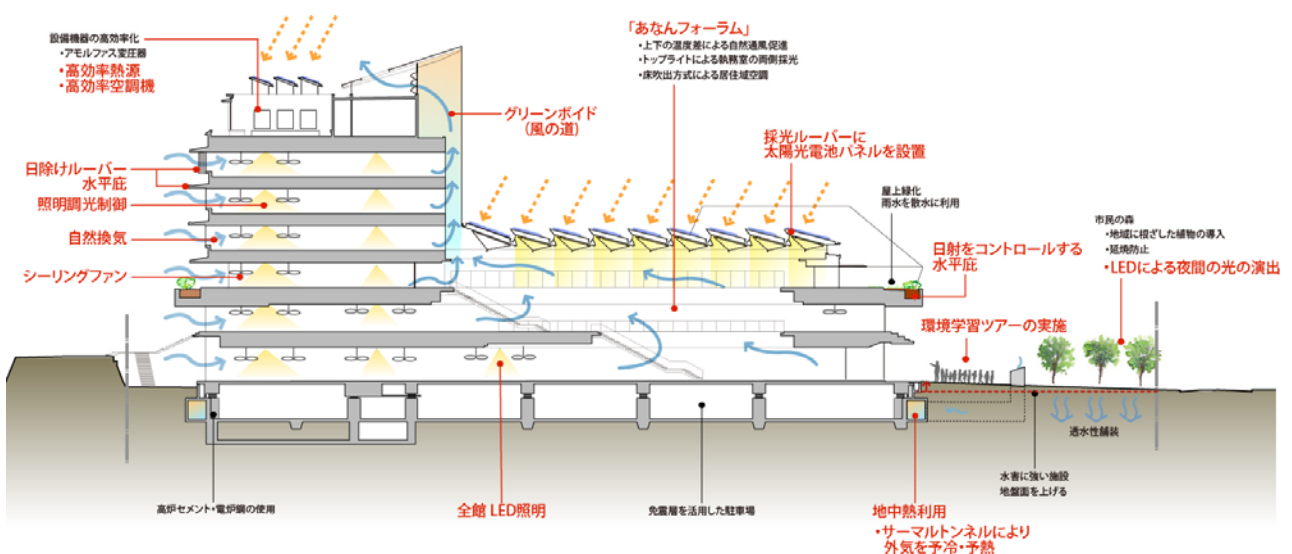 設備機器の高効率化
・アモルファス変圧器
・高効率熱源
・高効率空調機
「あなんフォーラム」
・上下の温度差による自然通風促進
・トップライトによる執務室の両側採光
・床吹出方式による居住域空調
グリーンボイド
(風の道)
採光ルーバーに
太陽光電池パネルを設置
日除けルーバー
水平庇
照明調光制御
自然換気
シーリングファン
屋上緑化
雨水を散水に利用
日射をコントロールする
水平庇
市民の森
・地域に根ざした植物の導入
・延焼防止
・LEDによる夜間の光の演出
環境学習ツアーの実施
透水性舗装
水害に強い施設
地盤面を上げる
高炉セメント・電炉鋼の使用
全館 LED照明
免震層を活用した駐車場
地中熱利用
・サーマルトンネルにより
外気を予冷・予熱